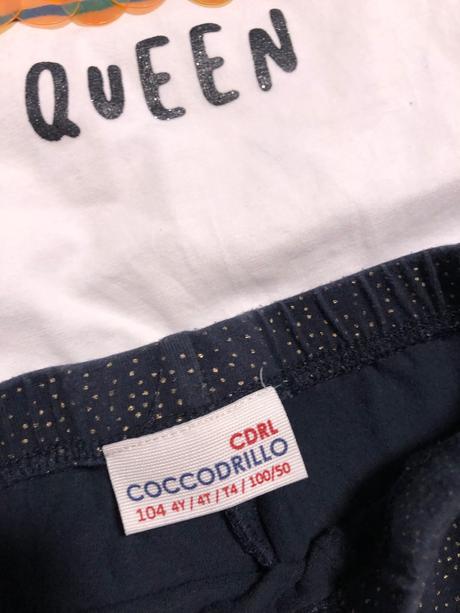 QUEEN
CDRL
COCCODRILLO
104 4Y / 4T / T4 / 100/50